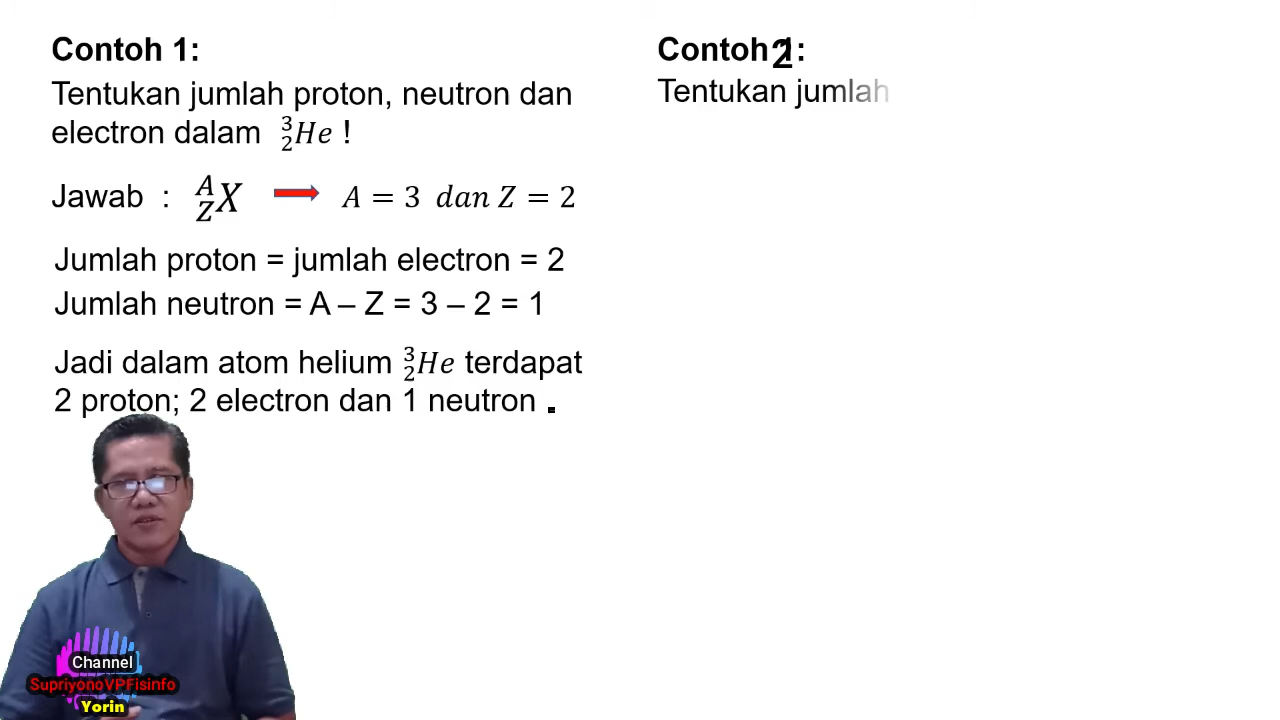 Contoh 1:
Tentukan jumlah proton, neutron dan
electron dalam ³₂He !
Jawab : ᴬ_Z X A = 3 dan Z = 2
Jumlah proton = jumlah electron = 2
Jumlah neutron = A – Z = 3 – 2 = 1
Jadi dalam atom helium ³₂He terdapat
2 proton; 2 electron dan 1 neutron .
Contoh 2:
Tentukan jumlah
Channel
SupriyonoVPFisinfo
Yorin